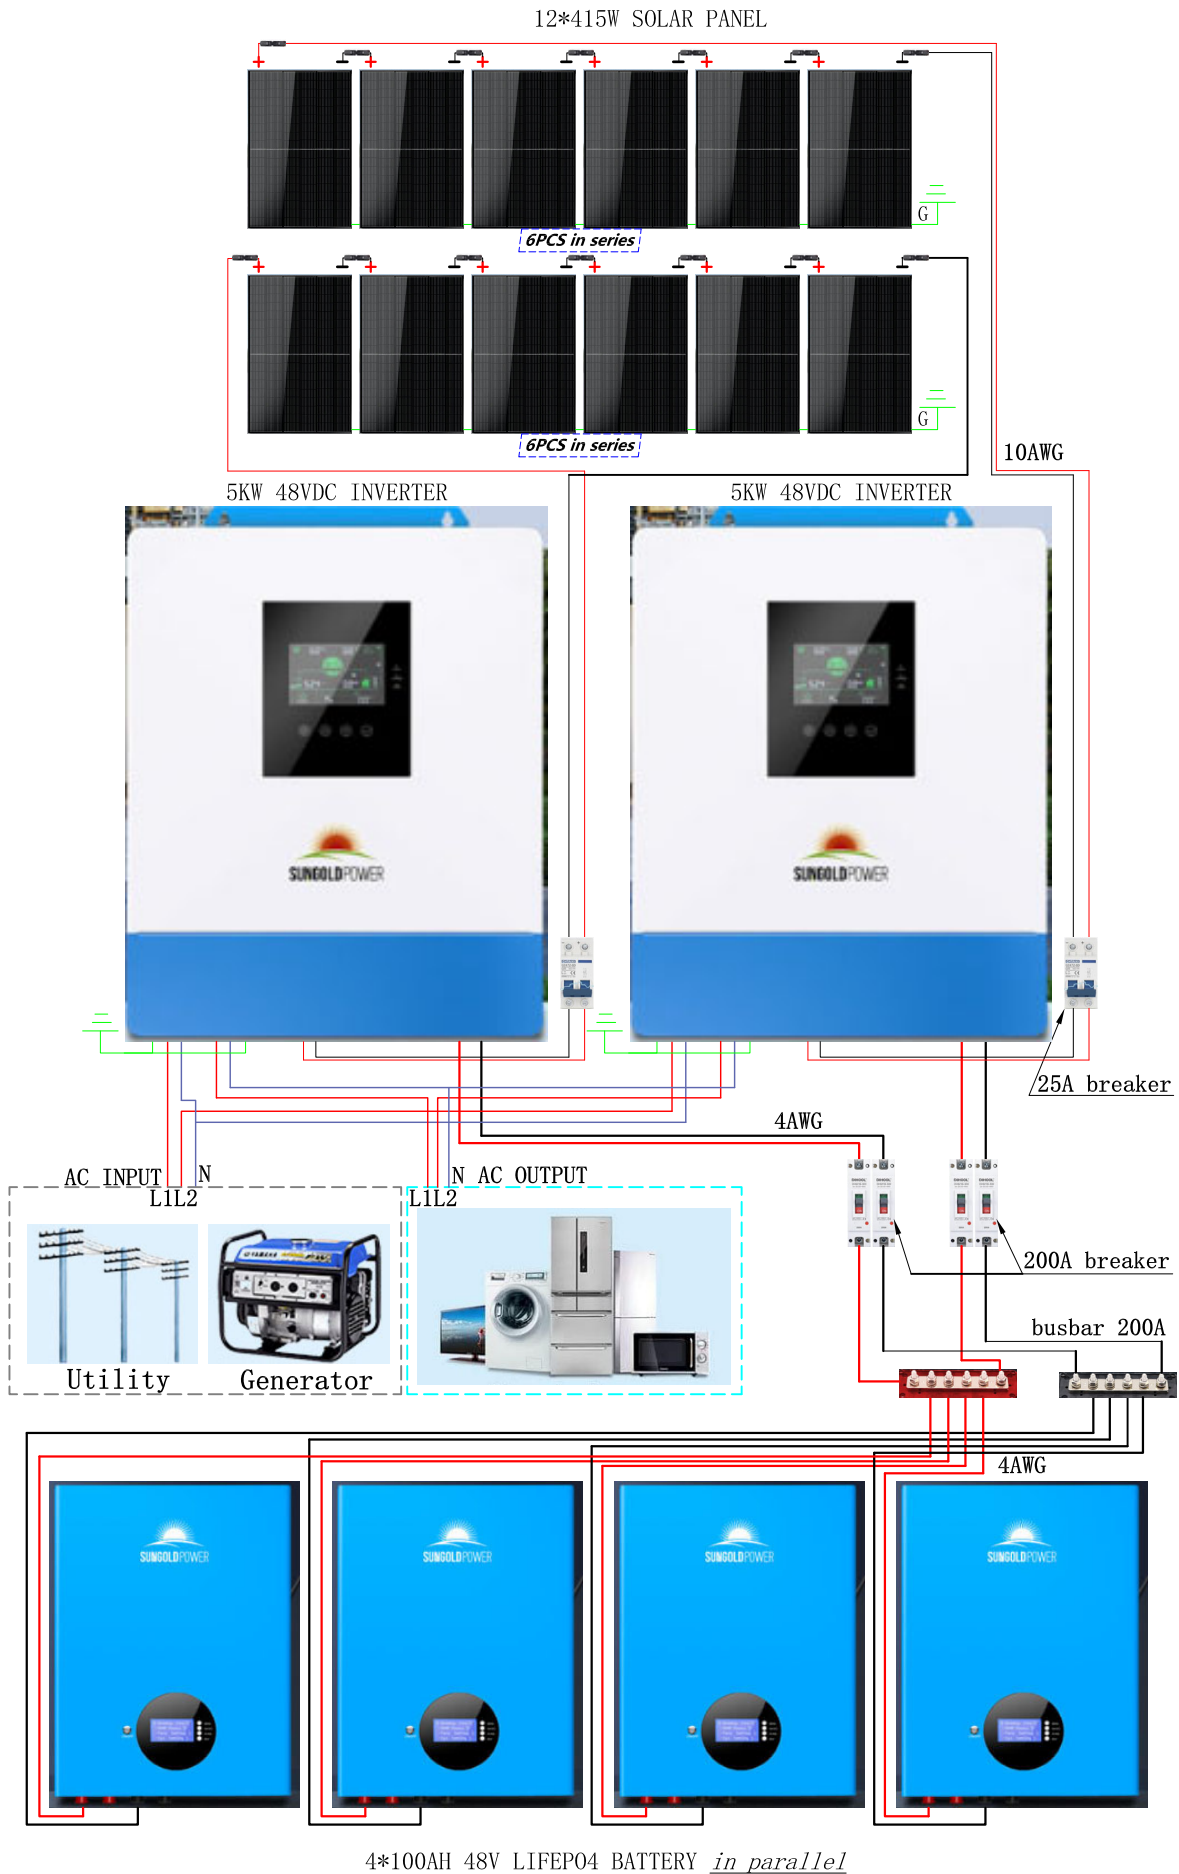 12*415W SOLAR PANEL
G
6PCS in series
G
6PCS in series
10AWG
5KW 48VDC INVERTER
5KW 48VDC INVERTER
SUNGOLDPOWER
SUNGOLDPOWER
25A breaker
4AWG
AC INPUT
N
L1L2
N AC OUTPUT
L1L2
YAMAHA
200A breaker
busbar 200A
Utility
Generator
4AWG
SUNGOLDPOWER
SUNGOLDPOWER
SUNGOLDPOWER
SUNGOLDPOWER
4*100AH 48V LIFEPO4 BATTERY in parallel